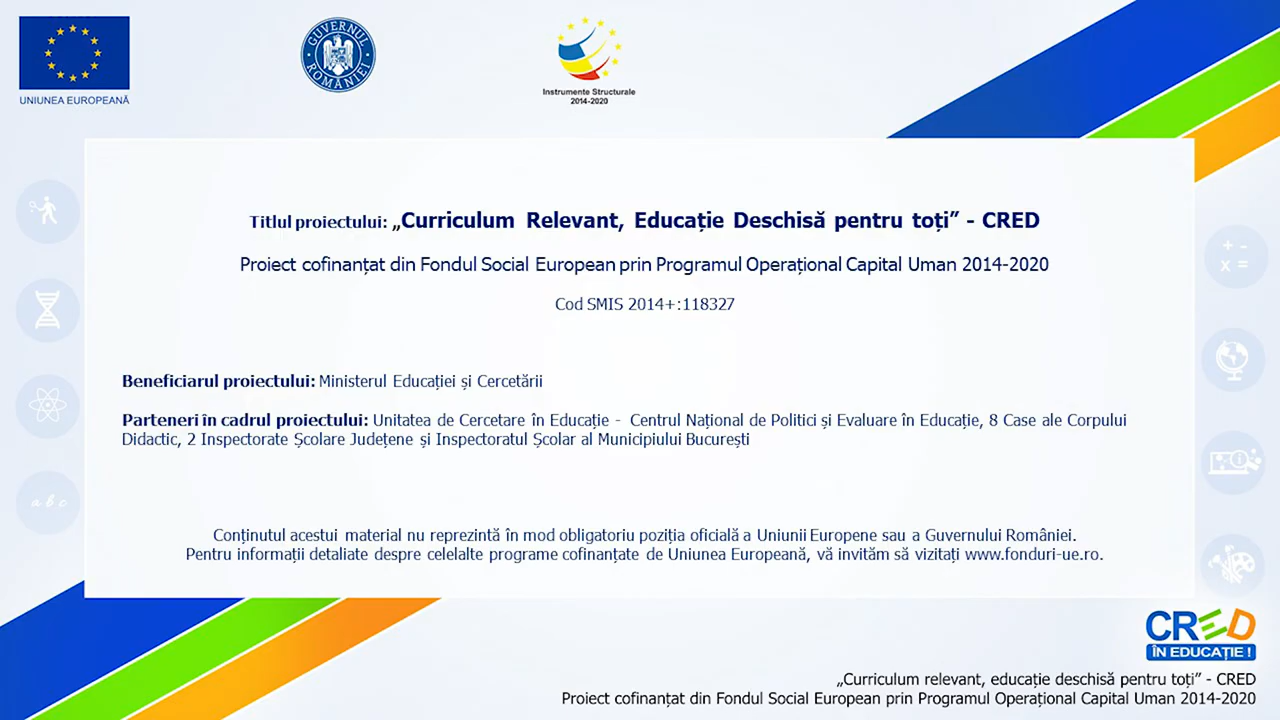 UNIUNEA EUROPEANĂ
GUVERNUL ROMÂNIEI
Instrumente Structurale
2014-2020
Titlul proiectului: „Curriculum Relevant, Educație Deschisă pentru toți” - CRED
Proiect cofinanțat din Fondul Social European prin Programul Operațional Capital Uman 2014-2020
Cod SMIS 2014+:118327
+ -
x =
Beneficiarul proiectului: Ministerul Educației și Cercetării
Parteneri în cadrul proiectului: Unitatea de Cercetare în Educație - Centrul Național de Politici și Evaluare în Educație, 8 Case ale Corpului
Didactic, 2 Inspectorate Școlare Județene și Inspectoratul Școlar al Municipiului București
a b c
Conținutul acestui material nu reprezintă în mod obligatoriu poziția oficială a Uniunii Europene sau a Guvernului României.
Pentru informații detaliate despre celelalte programe cofinanțate de Uniunea Europeană, vă invităm să vizitați www.fonduri-ue.ro.
CRED
ÎN EDUCAȚIE !
„Curriculum relevant, educație deschisă pentru toți” - CRED
Proiect cofinanțat din Fondul Social European prin Programul Operațional Capital Uman 2014-2020